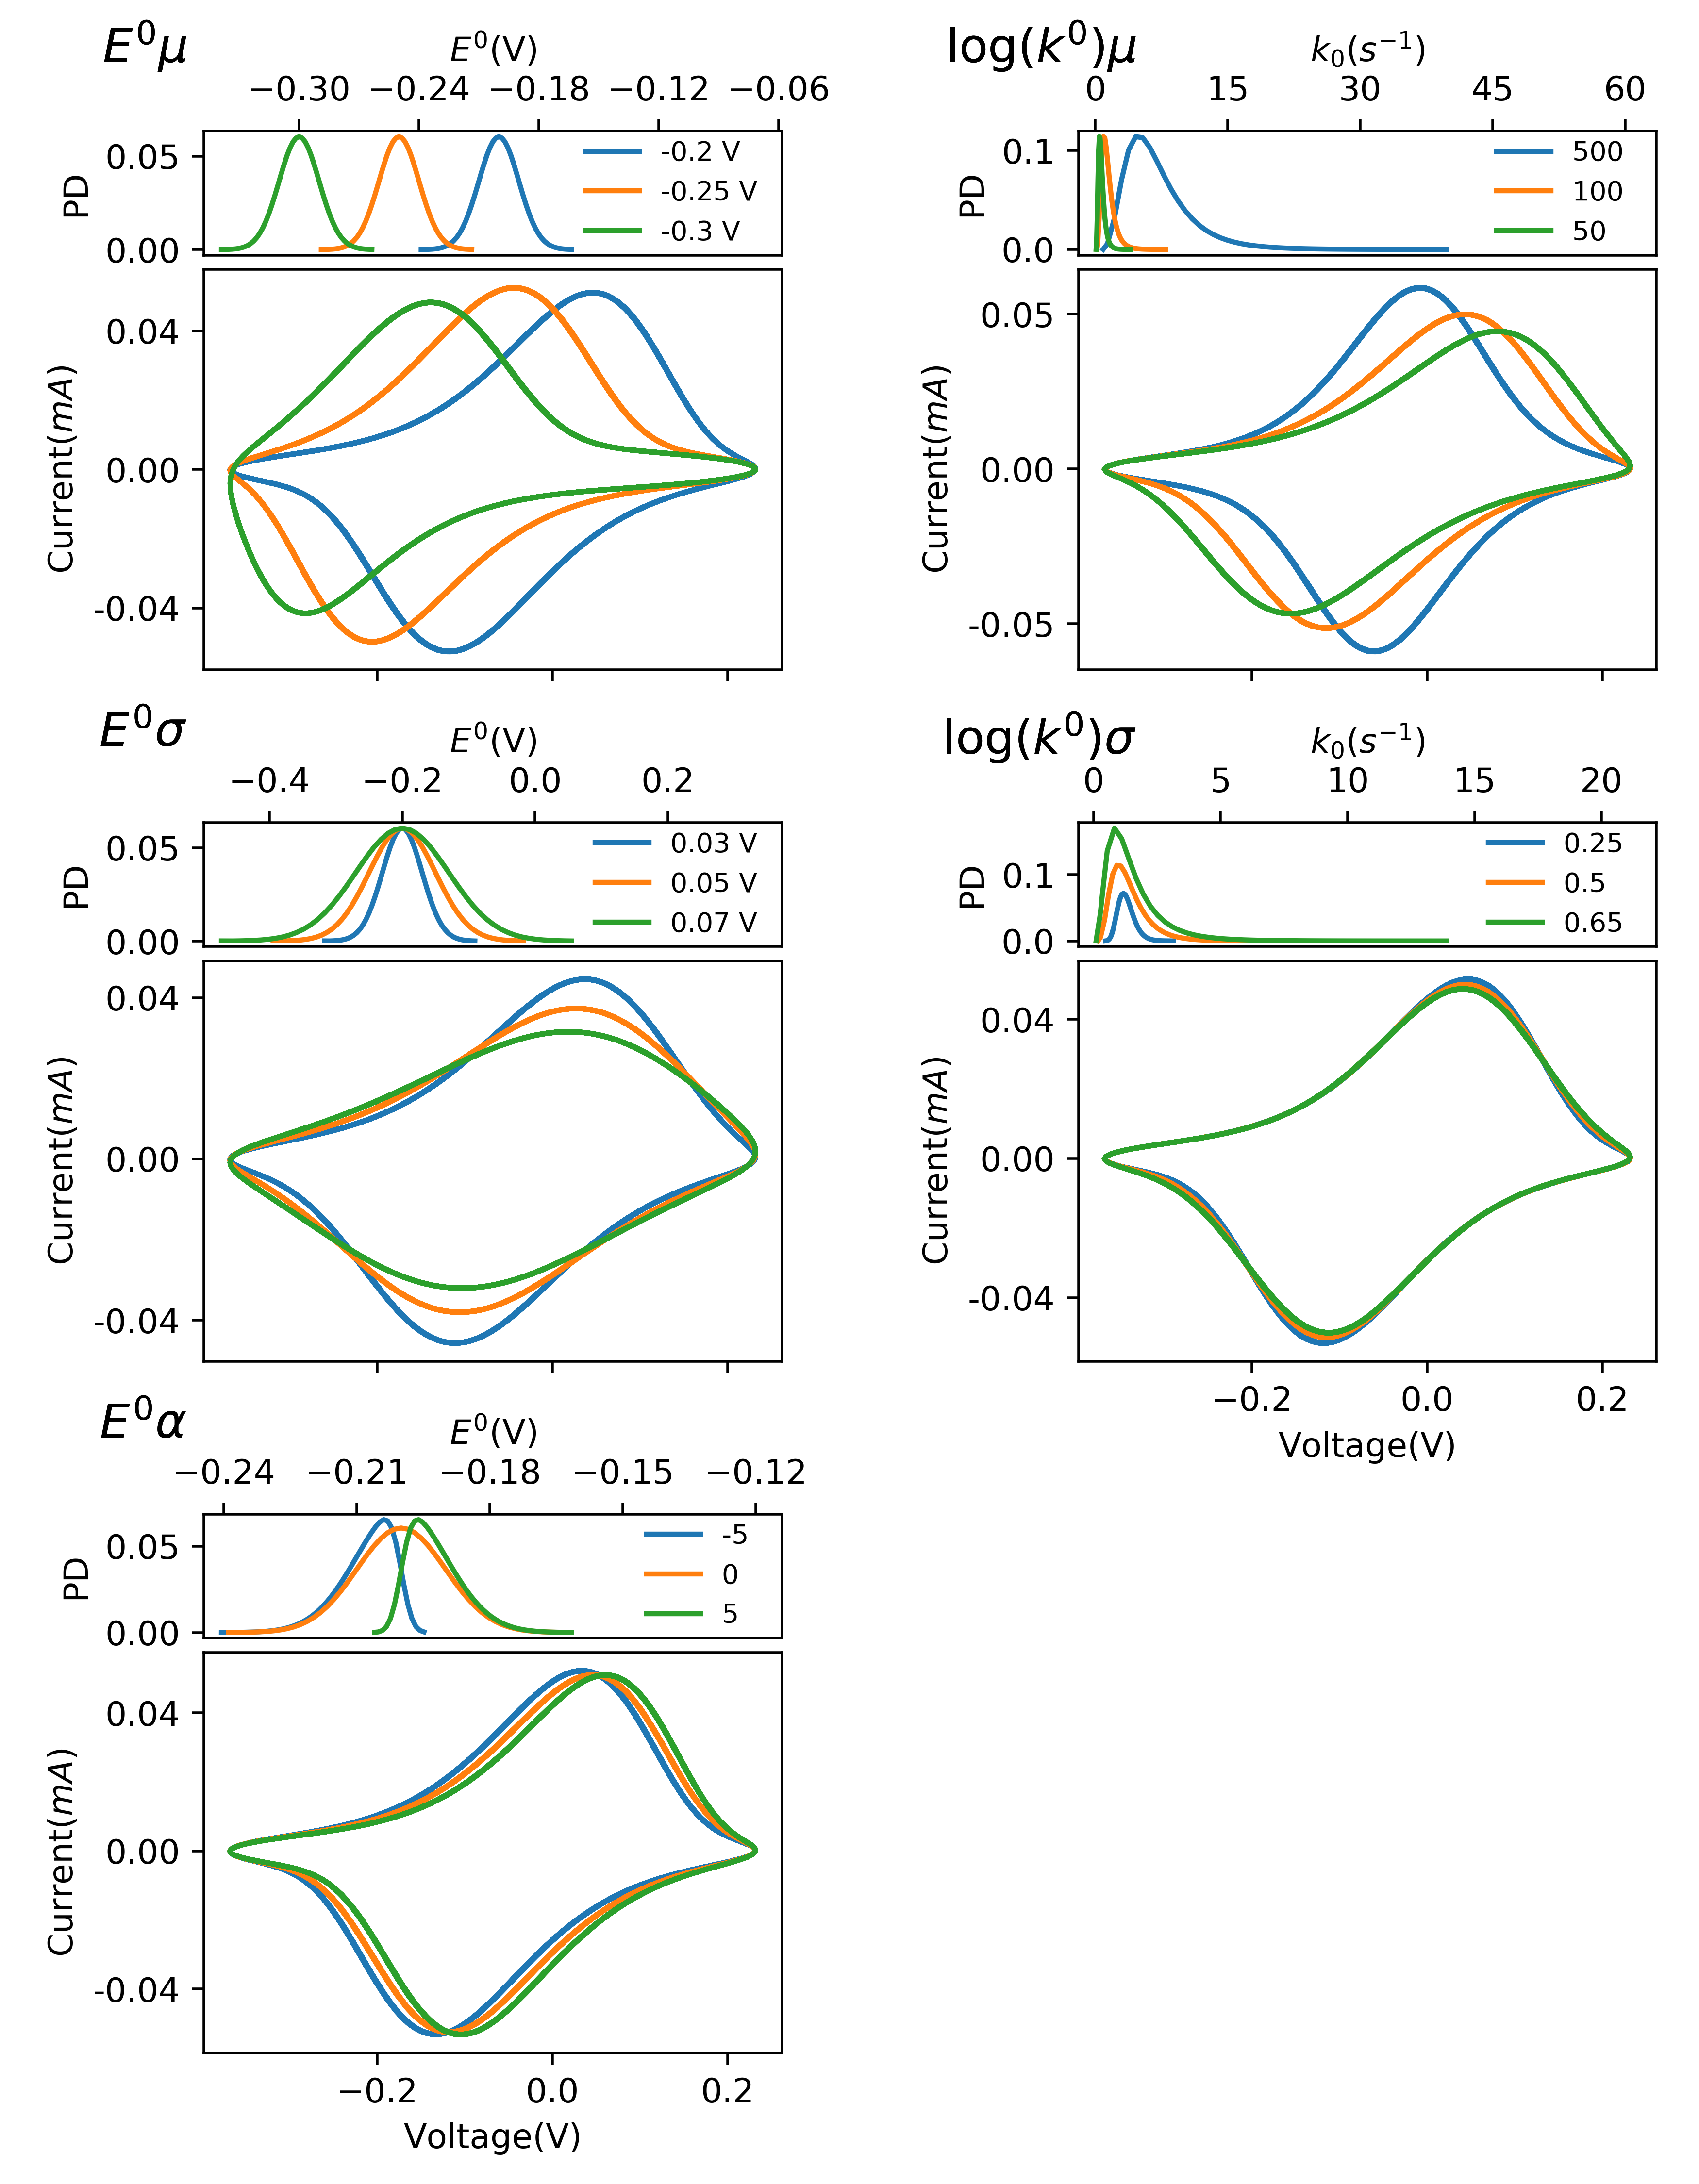 E⁰μ
E⁰(V)
−0.30 −0.24 −0.18 −0.12 −0.06
PD
0.05
0.00
-0.2 V
-0.25 V
-0.3 V
Current(mA)
0.04
0.00
-0.04
log(k⁰)μ
k₀(s⁻¹)
0 15 30 45 60
PD
0.1
0.0
500
100
50
Current(mA)
0.05
0.00
-0.05
E⁰σ
E⁰(V)
−0.4 −0.2 0.0 0.2
PD
0.05
0.00
0.03 V
0.05 V
0.07 V
Current(mA)
0.04
0.00
-0.04
log(k⁰)σ
k₀(s⁻¹)
0 5 10 15 20
PD
0.1
0.0
0.25
0.5
0.65
Current(mA)
0.04
0.00
-0.04
−0.2 0.0 0.2
Voltage(V)
E⁰α
E⁰(V)
−0.24 −0.21 −0.18 −0.15 −0.12
PD
0.05
0.00
-5
0
5
Current(mA)
0.04
0.00
-0.04
−0.2 0.0 0.2
Voltage(V)